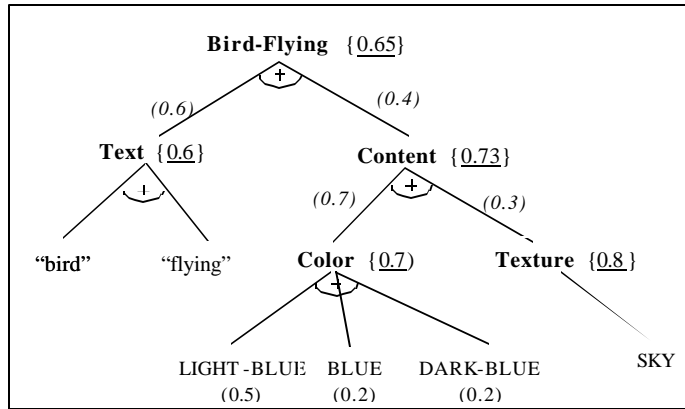 Bird-Flying {0.65}
+
(0.6) (0.4)
Text {0.6} Content {0.73}
+ +
(0.7) (0.3)
"bird" "flying" Color {0.7) Texture {0.8}
+
LIGHT-BLUE BLUE DARK-BLUE SKY
(0.5) (0.2) (0.2)